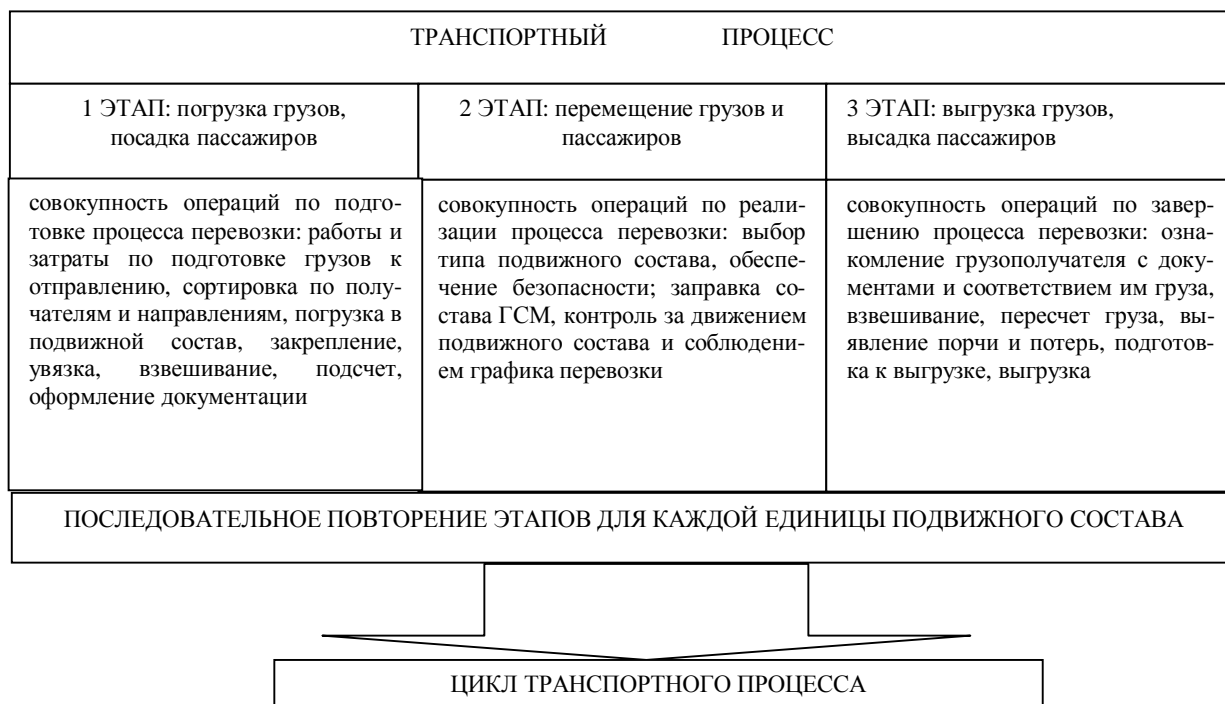 ТРАНСПОРТНЫЙ ПРОЦЕСС
1 ЭТАП: погрузка грузов,
посадка пассажиров
2 ЭТАП: перемещение грузов и
пассажиров
3 ЭТАП: выгрузка грузов,
высадка пассажиров
совокупность операций по подго-
товке процесса перевозки: работы и
затраты по подготовке грузов к
отправлению, сортировка по полу-
чателям и направлениям, погрузка в
подвижной состав, закрепление,
увязка, взвешивание, подсчет,
оформление документации
совокупность операций по реали-
зации процесса перевозки: выбор
типа подвижного состава, обеспе-
чение безопасности; заправка со-
става ГСМ, контроль за движением
подвижного состава и соблюдени-
ем графика перевозки
совокупность операций по завер-
шению процесса перевозки: озна-
комление грузополучателя с доку-
ментами и соответствием им груза,
взвешивание, пересчет груза, вы-
явление порчи и потерь, подготов-
ка к выгрузке, выгрузка
ПОСЛЕДОВАТЕЛЬНОЕ ПОВТОРЕНИЕ ЭТАПОВ ДЛЯ КАЖДОЙ ЕДИНИЦЫ ПОДВИЖНОГО СОСТАВА
ЦИКЛ ТРАНСПОРТНОГО ПРОЦЕССА